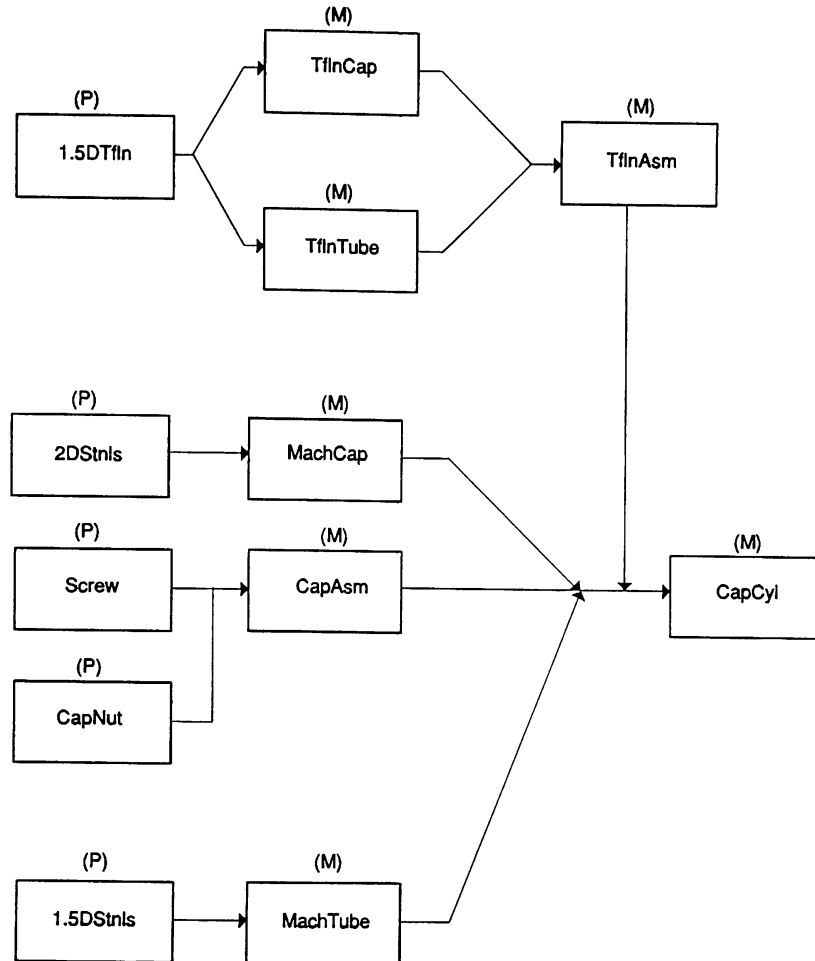 (M)
TflnCap
(P)
1.5DTfln
(M)
TflnAsm
(M)
TflnTube
(P)
2DStnls
(M)
MachCap
(P)
Screw
(M)
CapAsm
(M)
CapCyl
(P)
CapNut
(P)
1.5DStnls
(M)
MachTube